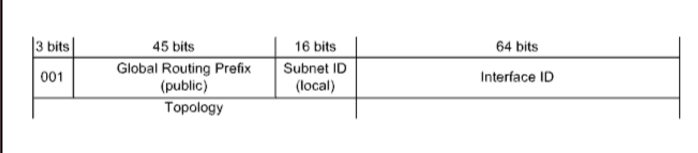 3 bits 45 bits 16 bits 64 bits
001 Global Routing Prefix (public) Subnet ID (local) Interface ID
Topology